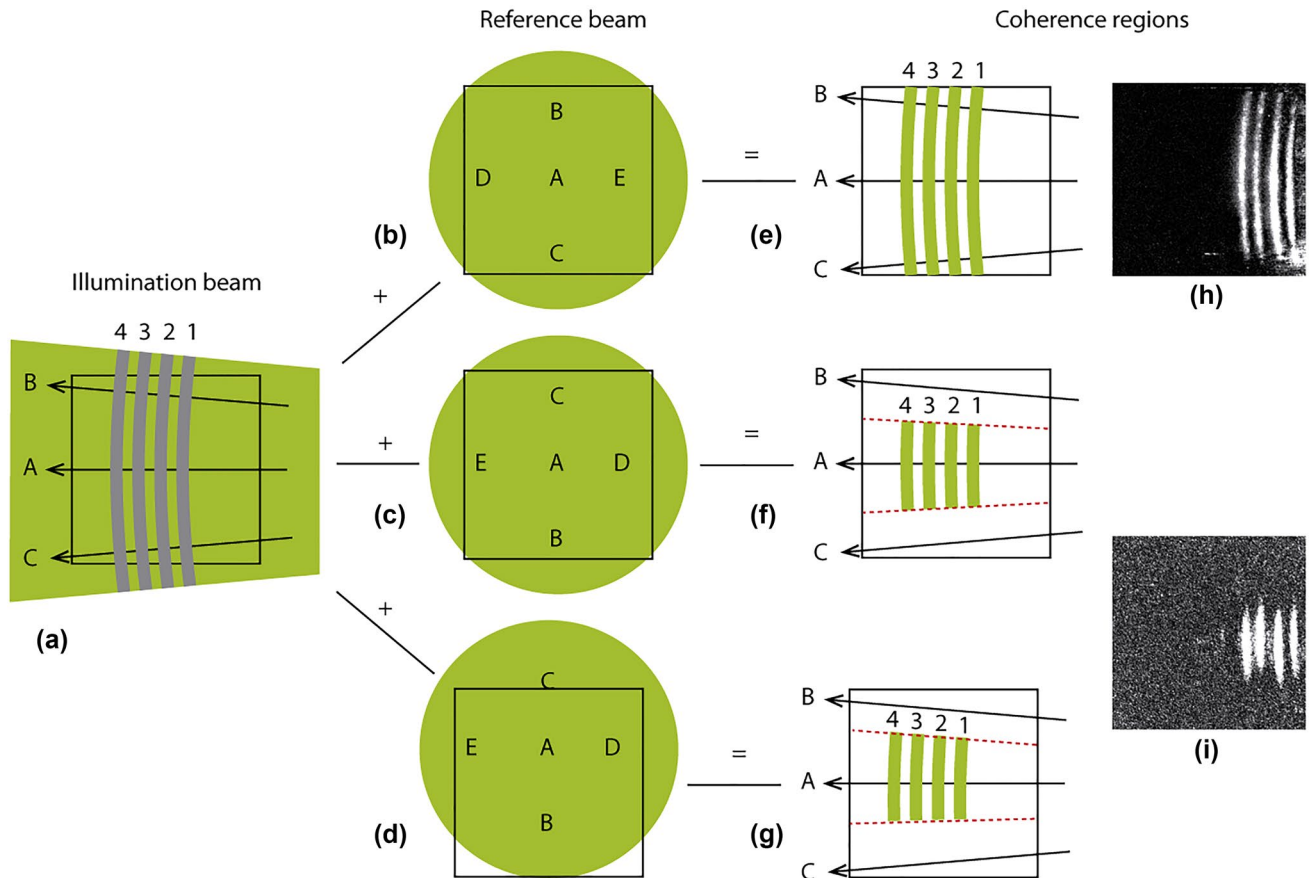 Reference beam
Coherence regions
B
D A E
C
(b)
=
4 3 2 1
B
A
C
(e)
(h)
Illumination beam
4 3 2 1
B
A
C
(a)
+
+
+
C
E A D
B
(c)
=
B
4 3 2 1
A
C
(f)
C
E A D
B
(d)
=
B
4 3 2 1
A
C
(g)
(i)